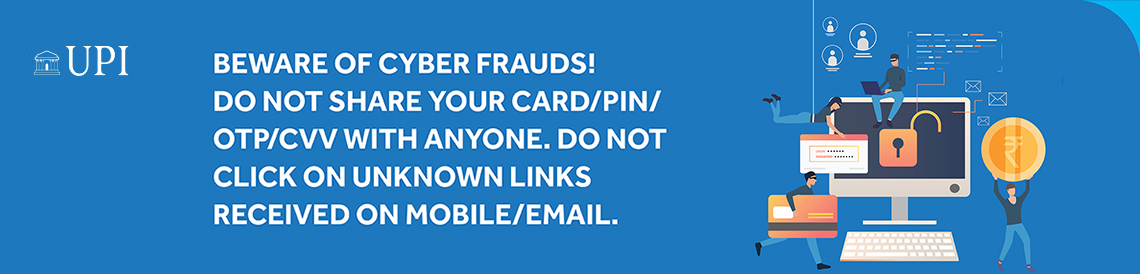 UPI
BEWARE OF CYBER FRAUDS!
DO NOT SHARE YOUR CARD/PIN/
OTP/CVV WITH ANYONE. DO NOT
CLICK ON UNKNOWN LINKS
RECEIVED ON MOBILE/EMAIL.